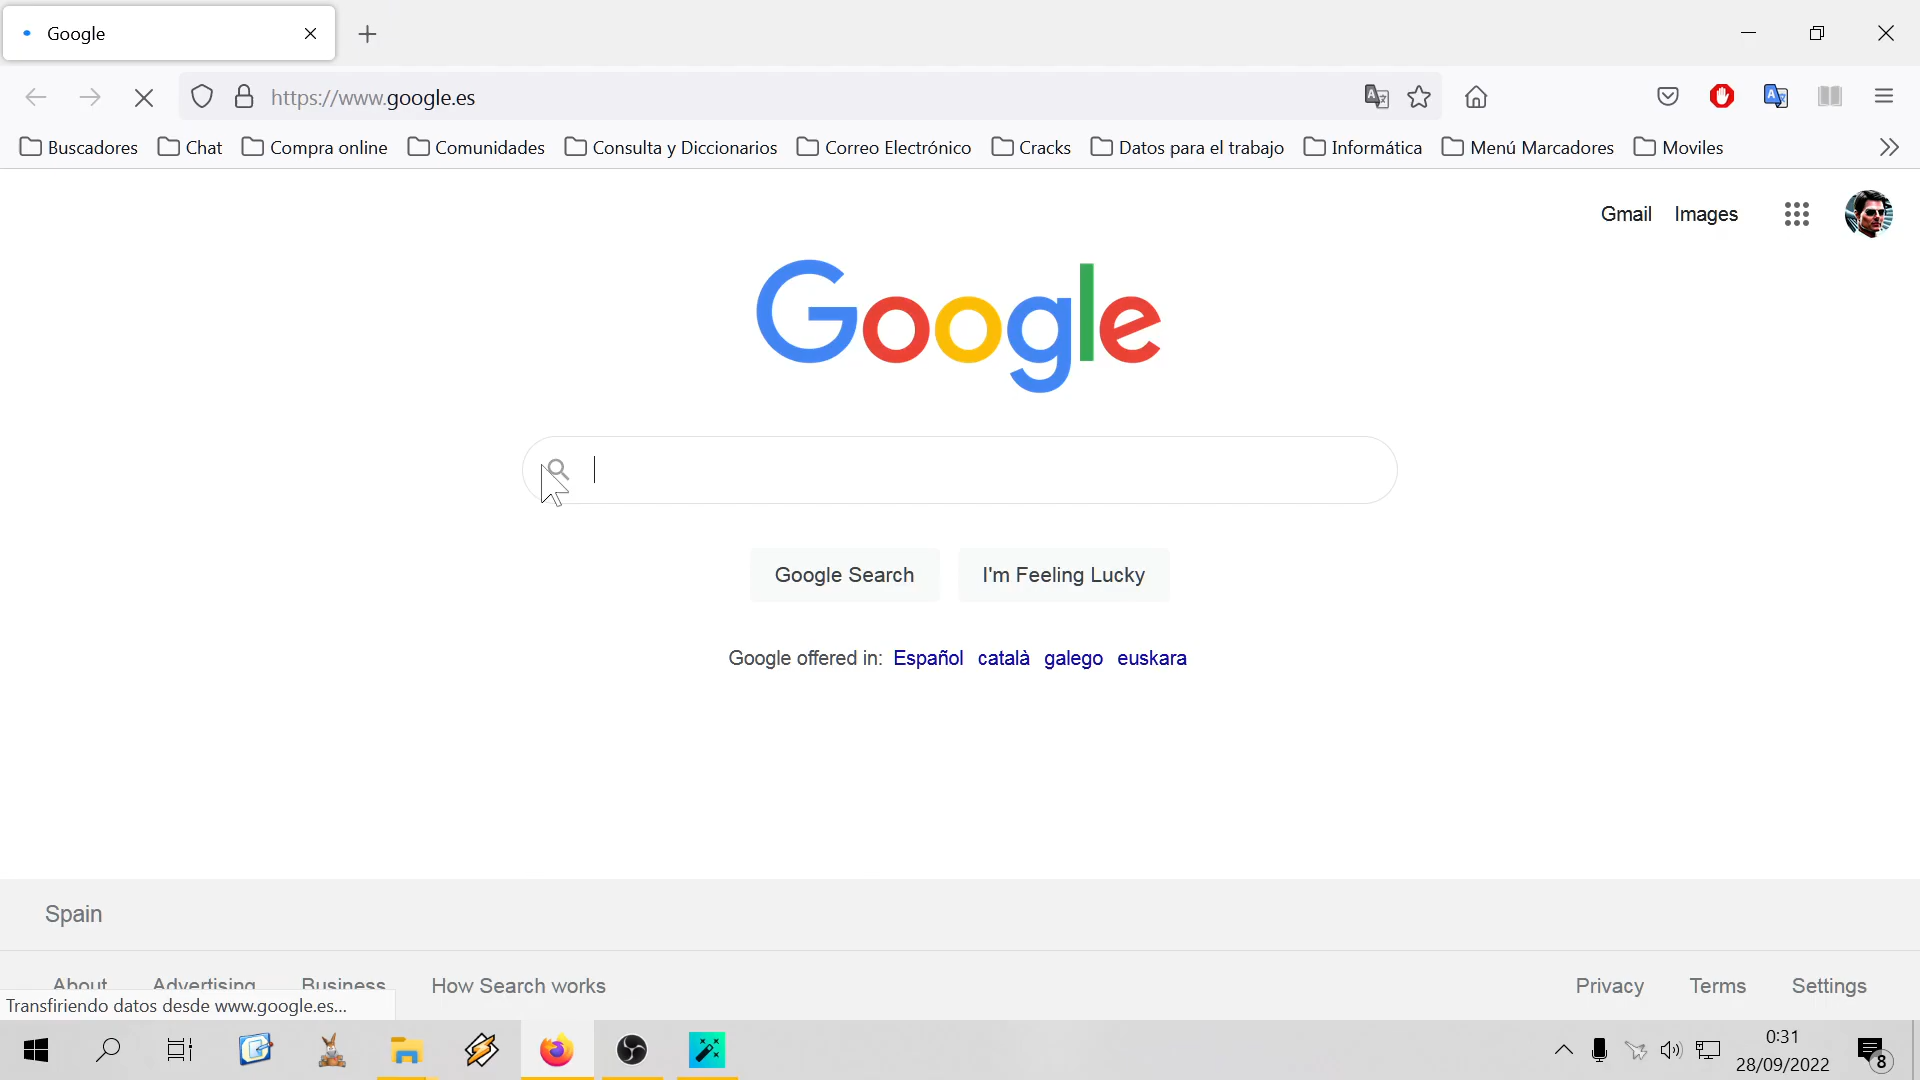 Google
https://www.google.es
Buscadores Chat Compra online Comunidades Consulta y Diccionarios Correo Electrónico Cracks Datos para el trabajo Informática Menú Marcadores Moviles
Gmail Images
Google
Google Search I'm Feeling Lucky
Google offered in: Español català galego euskara
Spain
About Advertising Business How Search works Privacy Terms Settings
Transfiriendo datos desde www.google.es...
0:31
28/09/2022
8